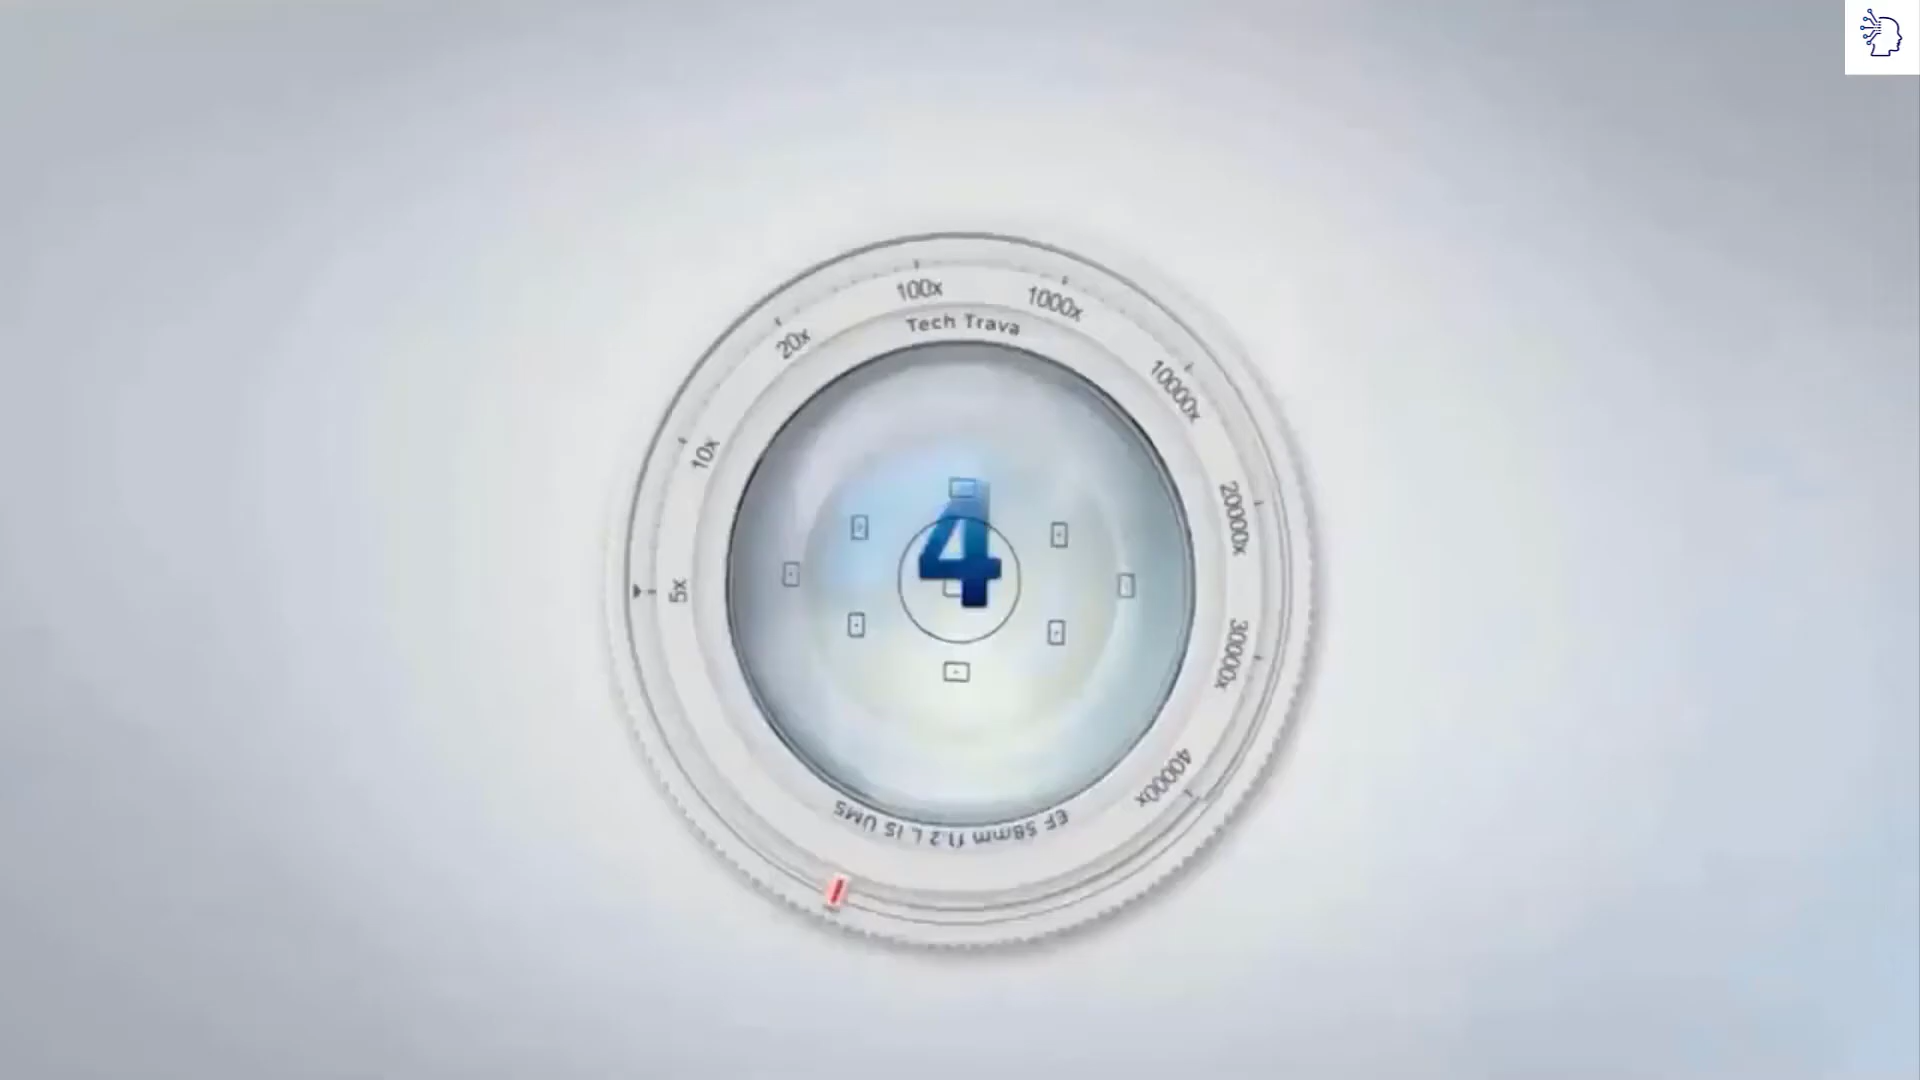 100x
1000x
Tech Trava
20x
10000x
10x
20000x
4
5x
30000x
40000x
EF 58mm f1.2 L IS UMS